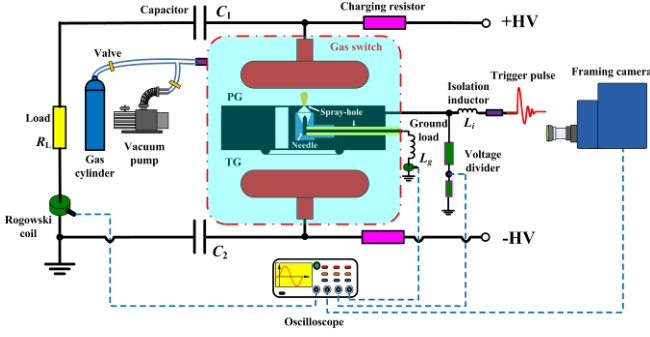 Capacitor
C1
Charging resistor
+HV
Valve
Gas switch
Trigger pulse
Framing camera
Isolation
inductor
PG
Spray-hole
Ground
load
Li
Load
RL
Needle
Lg
Voltage
divider
Gas
cylinder
Vacuum
pump
TG
Rogowski
coil
C2
-HV
Oscilloscope